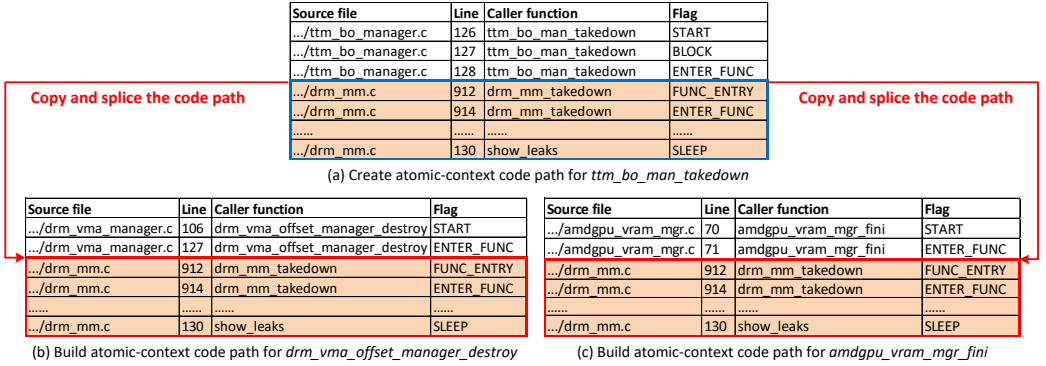 Source file Line Caller function Flag
.../ttm_bo_manager.c 126 ttm_bo_man_takedown START
.../ttm_bo_manager.c 127 ttm_bo_man_takedown BLOCK
.../ttm_bo_manager.c 128 ttm_bo_man_takedown ENTER_FUNC
.../drm_mm.c 912 drm_mm_takedown FUNC_ENTRY
.../drm_mm.c 914 drm_mm_takedown ENTER_FUNC
...... ...... ...... ......
.../drm_mm.c 130 show_leaks SLEEP
Copy and splice the code path
Copy and splice the code path
(a) Create atomic-context code path for ttm_bo_man_takedown
Source file Line Caller function Flag
.../drm_vma_manager.c 106 drm_vma_offset_manager_destroy START
.../drm_vma_manager.c 127 drm_vma_offset_manager_destroy ENTER_FUNC
.../drm_mm.c 912 drm_mm_takedown FUNC_ENTRY
.../drm_mm.c 914 drm_mm_takedown ENTER_FUNC
...... ...... ...... ......
.../drm_mm.c 130 show_leaks SLEEP
(b) Build atomic-context code path for drm_vma_offset_manager_destroy
Source file Line Caller function Flag
.../amdgpu_vram_mgr.c 70 amdgpu_vram_mgr_fini START
.../amdgpu_vram_mgr.c 71 amdgpu_vram_mgr_fini ENTER_FUNC
.../drm_mm.c 912 drm_mm_takedown FUNC_ENTRY
.../drm_mm.c 914 drm_mm_takedown ENTER_FUNC
...... ...... ...... ......
.../drm_mm.c 130 show_leaks SLEEP
(c) Build atomic-context code path for amdgpu_vram_mgr_fini